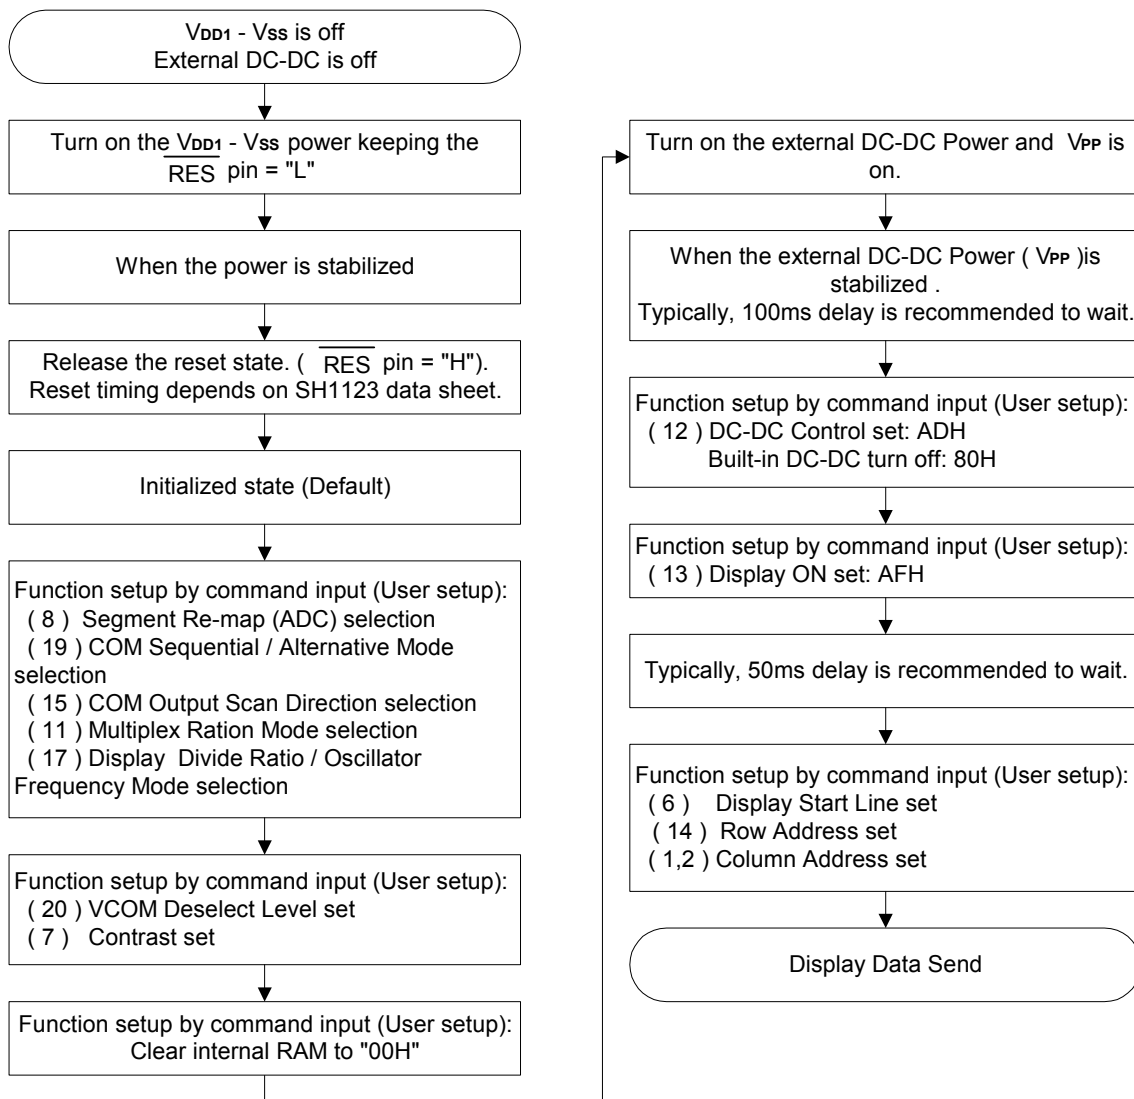 VDD1 - VSS is off
External DC-DC is off
Turn on the VDD1 - VSS power keeping the
RES pin = "L"
When the power is stabilized
Release the reset state. ( RES pin = "H").
Reset timing depends on SH1123 data sheet.
Initialized state (Default)
Function setup by command input (User setup):
( 8 ) Segment Re-map (ADC) selection
( 19 ) COM Sequential / Alternative Mode
selection
( 15 ) COM Output Scan Direction selection
( 11 ) Multiplex Ration Mode selection
( 17 ) Display Divide Ratio / Oscillator
Frequency Mode selection
Function setup by command input (User setup):
( 20 ) VCOM Deselect Level set
( 7 ) Contrast set
Function setup by command input (User setup):
Clear internal RAM to "00H"
Turn on the external DC-DC Power and VPP is
on.
When the external DC-DC Power ( VPP )is
stabilized .
Typically, 100ms delay is recommended to wait.
Function setup by command input (User setup):
( 12 ) DC-DC Control set: ADH
Built-in DC-DC turn off: 80H
Function setup by command input (User setup):
( 13 ) Display ON set: AFH
Typically, 50ms delay is recommended to wait.
Function setup by command input (User setup):
( 6 ) Display Start Line set
( 14 ) Row Address set
( 1,2 ) Column Address set
Display Data Send